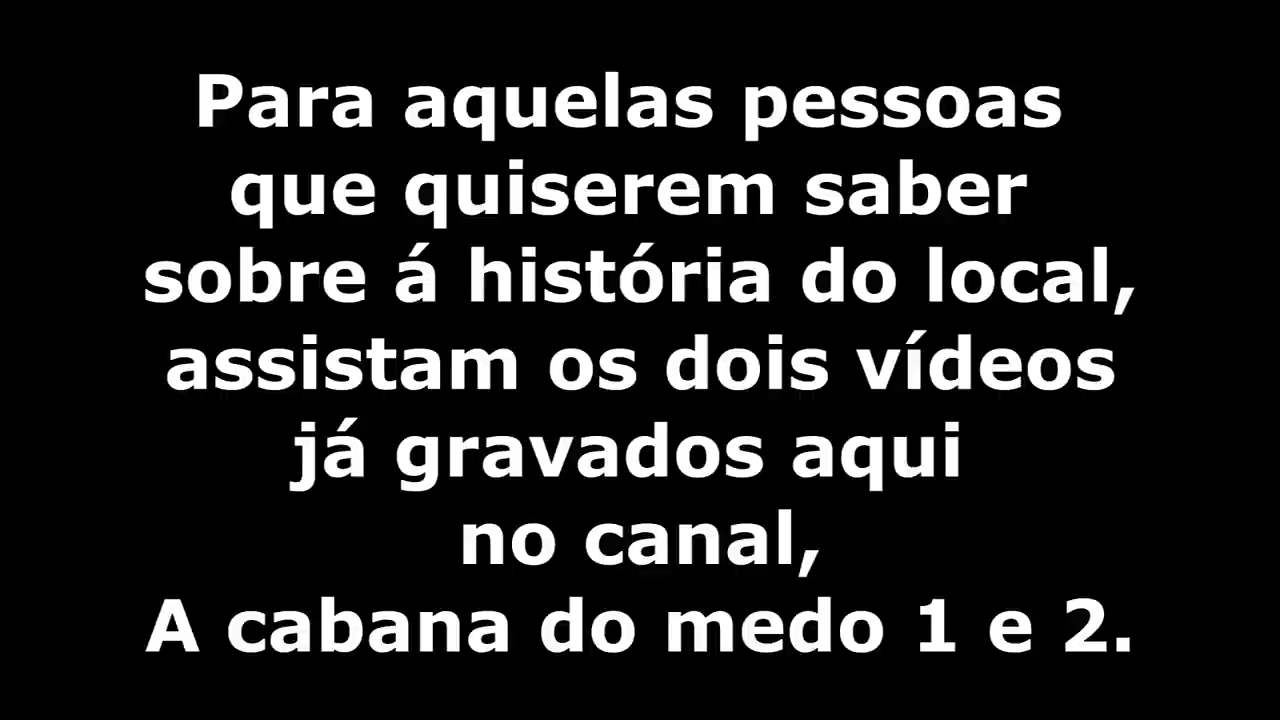 Para aquelas pessoas
que quiserem saber
sobre á história do local,
assistam os dois vídeos
já gravados aqui
no canal,
A cabana do medo 1 e 2.